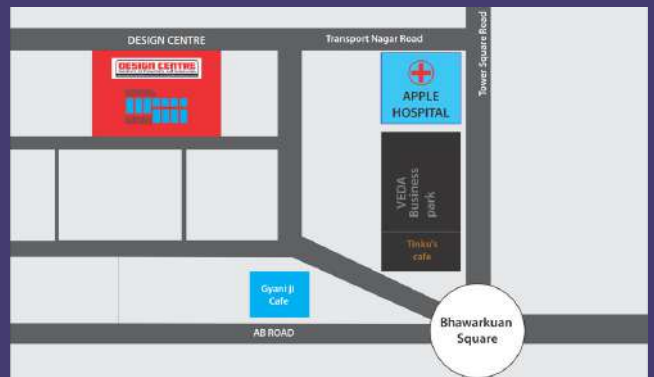 DESIGN CENTRE
Transport Nagar Road
Tower Square Road
DESIGN CENTRE
APPLE
HOSPITAL
VEDA
Business
park
Tinku's
cafe
Gyani ji
Cafe
Bhawarkuan
Square
AB ROAD